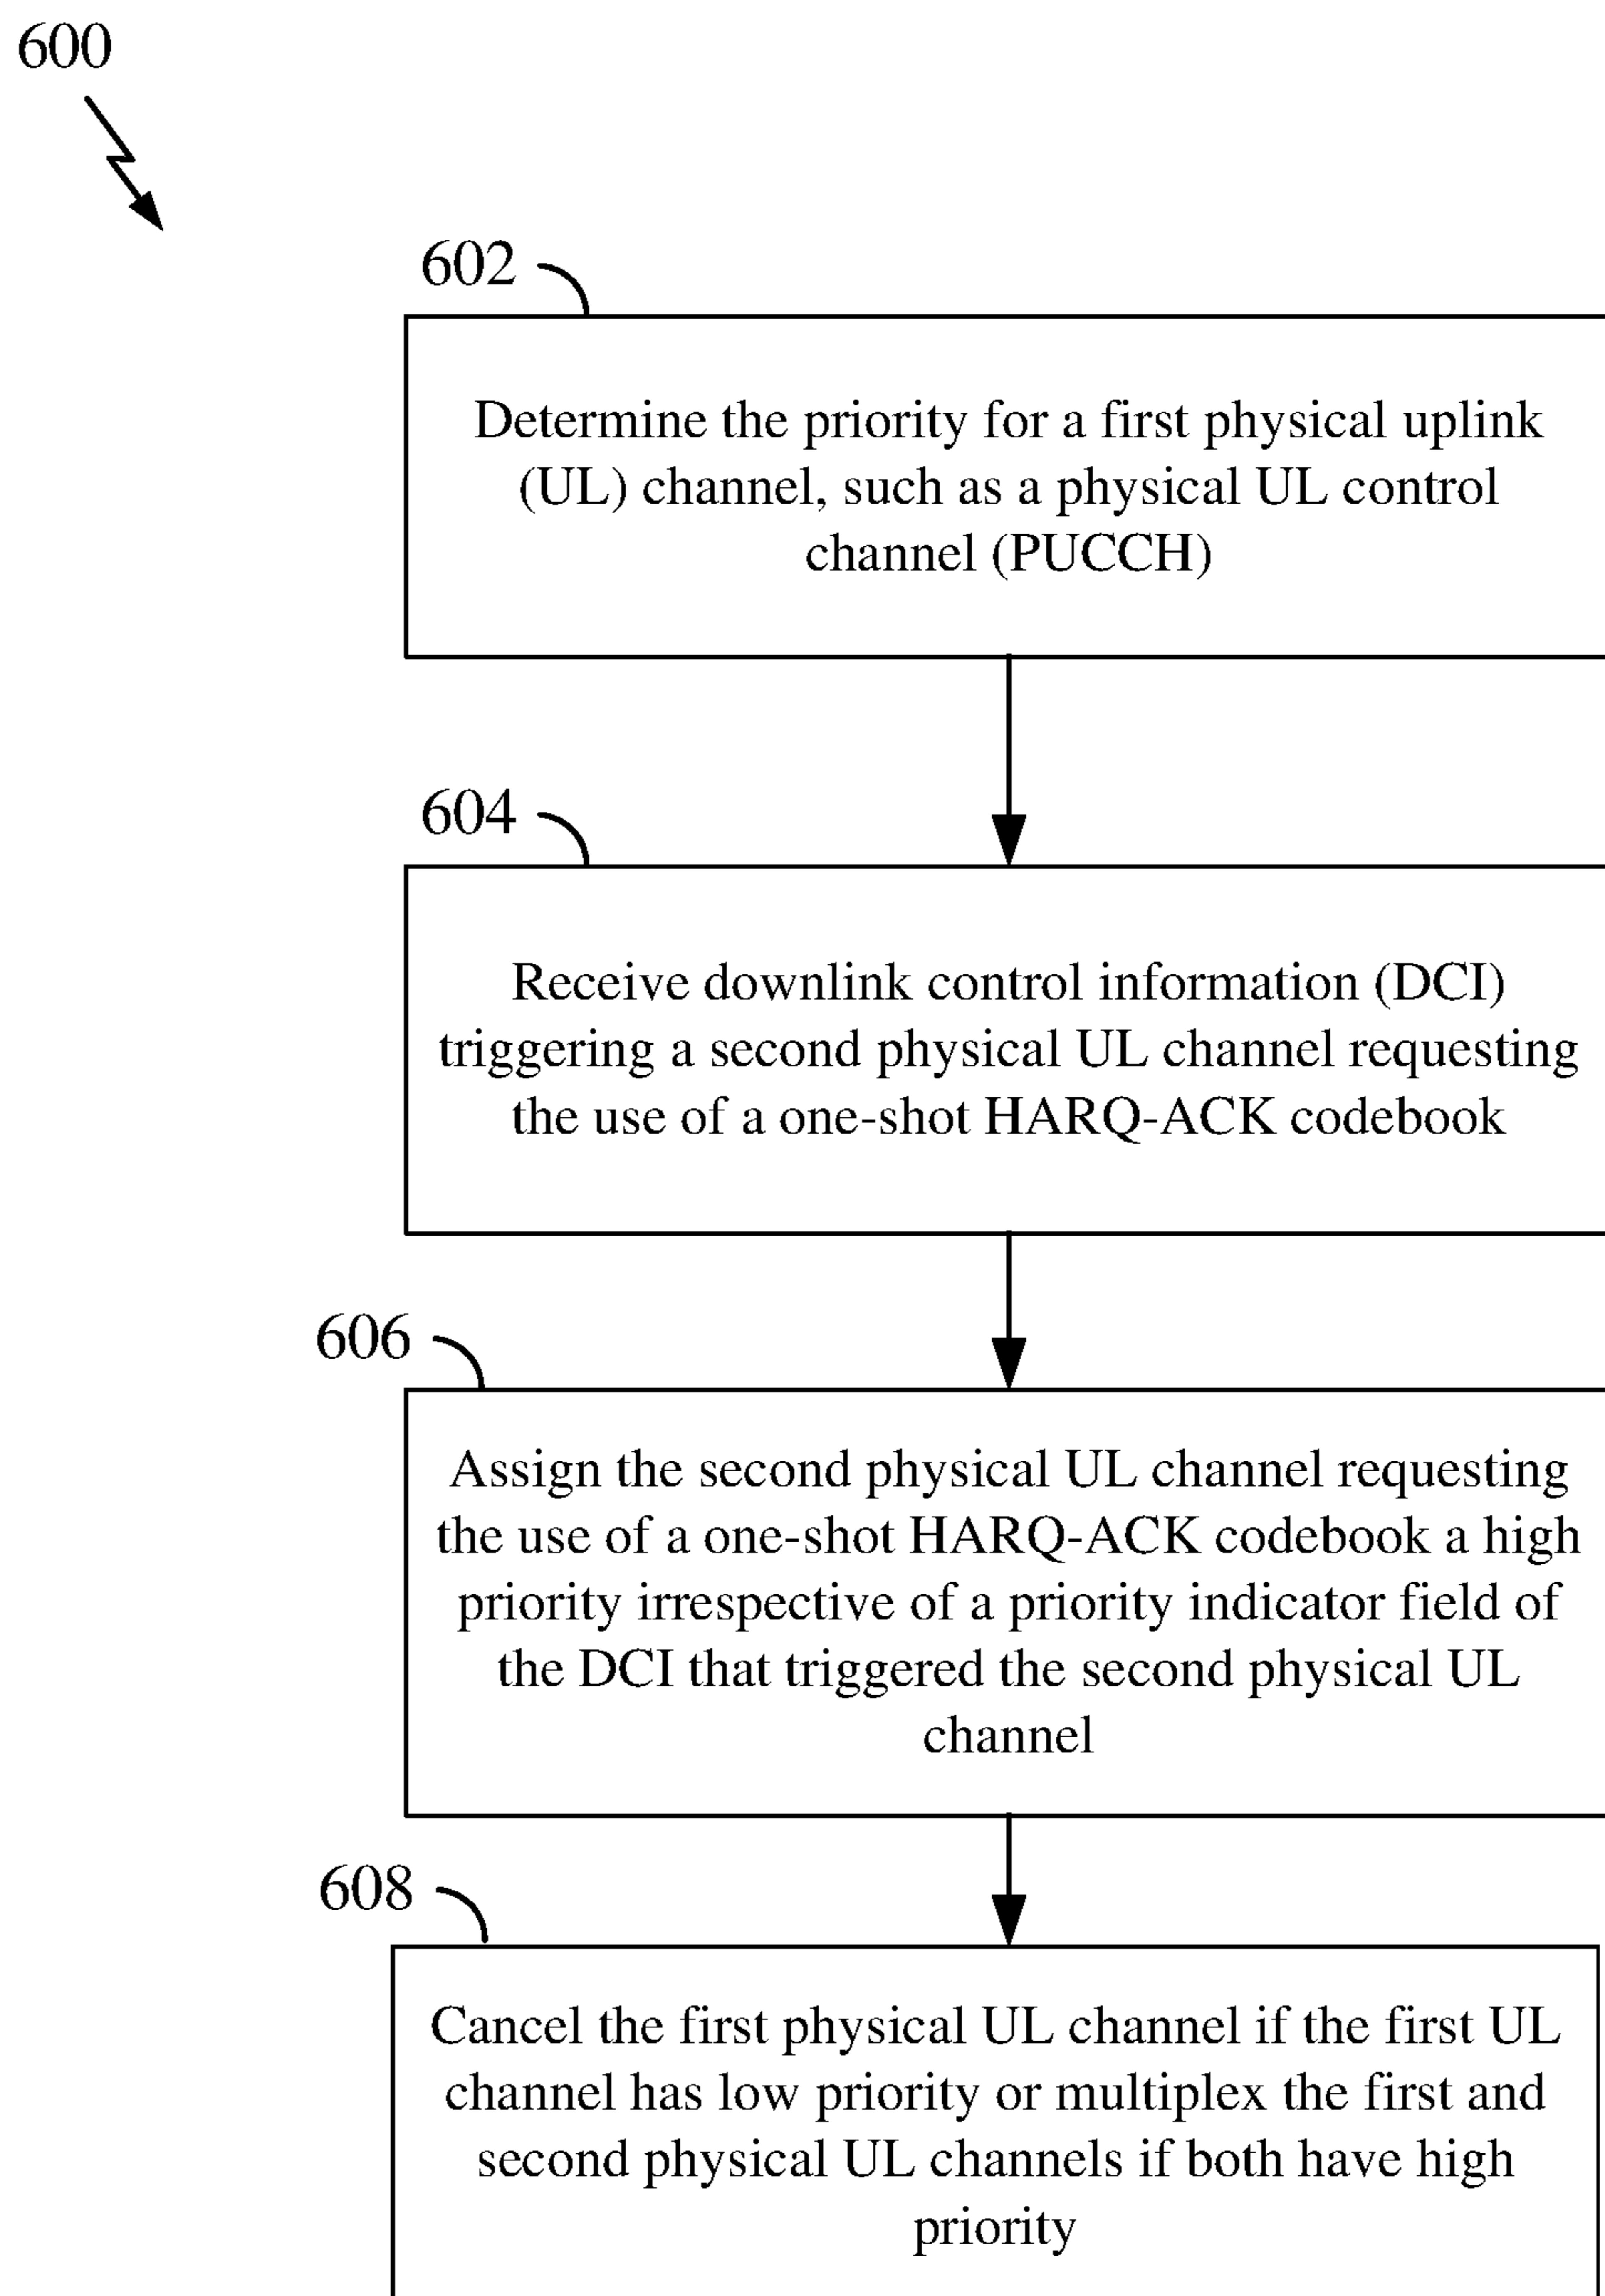 600
602
Determine the priority for a first physical uplink
(UL) channel, such as a physical UL control
channel (PUCCH)
604
Receive downlink control information (DCI)
triggering a second physical UL channel requesting
the use of a one-shot HARQ-ACK codebook
606
Assign the second physical UL channel requesting
the use of a one-shot HARQ-ACK codebook a high
priority irrespective of a priority indicator field of
the DCI that triggered the second physical UL
channel
608
Cancel the first physical UL channel if the first UL
channel has low priority or multiplex the first and
second physical UL channels if both have high
priority